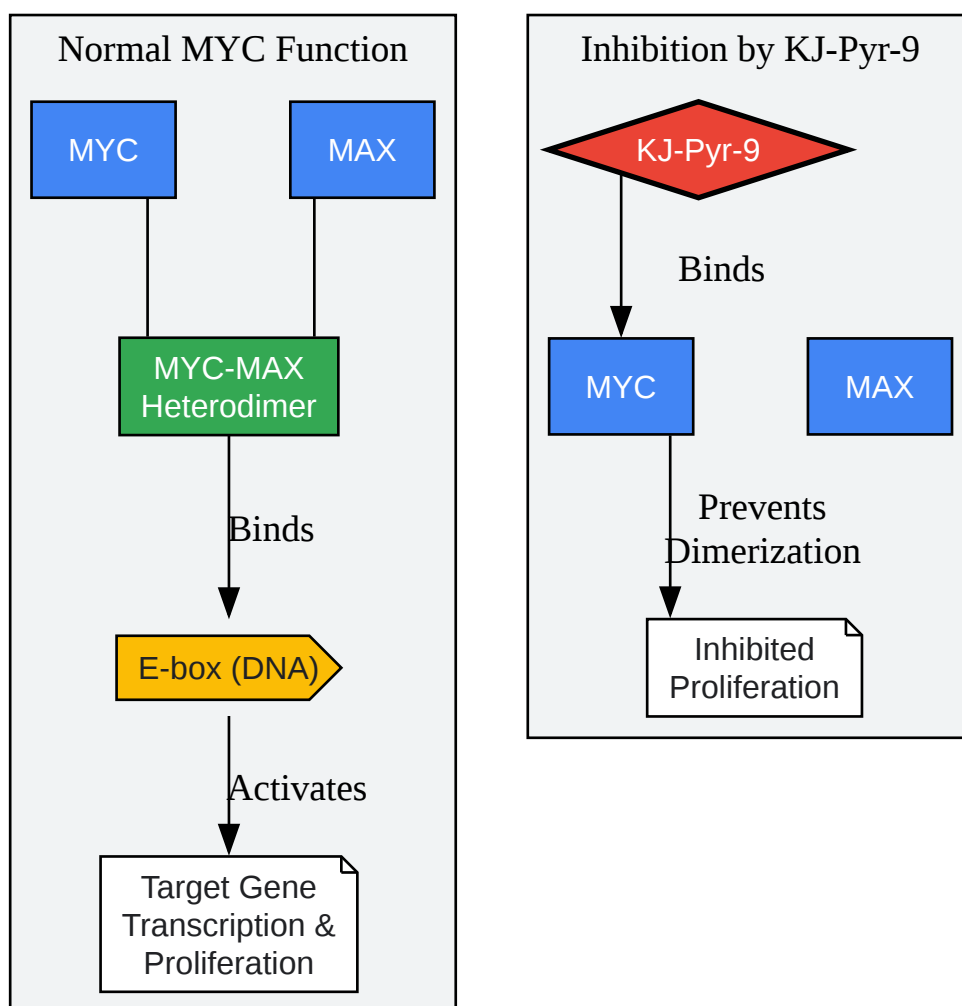 Normal MYC Function
MYC
MAX
MYC-MAX
Heterodimer
Binds
E-box (DNA)
Activates
Target Gene
Transcription &
Proliferation
Inhibition by KJ-Pyr-9
KJ-Pyr-9
Binds
MYC
MAX
Prevents
Dimerization
Inhibited
Proliferation